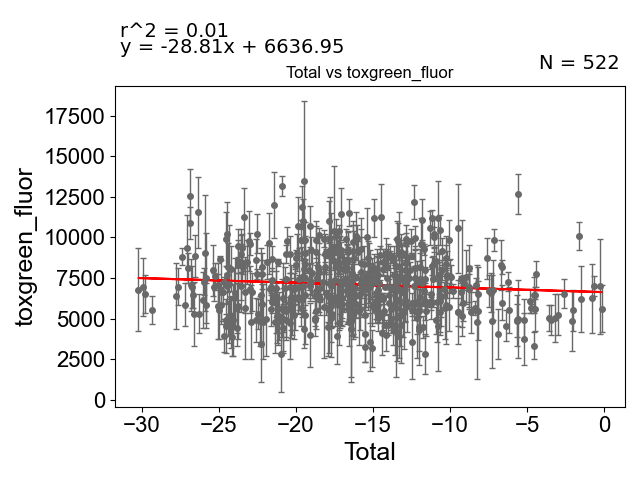 r^2 = 0.01
y = -28.81x + 6636.95
N = 522
Total vs toxgreen_fluor
toxgreen_fluor
17500
15000
12500
10000
7500
5000
2500
0
−30
−25
−20
−15
−10
−5
0
Total